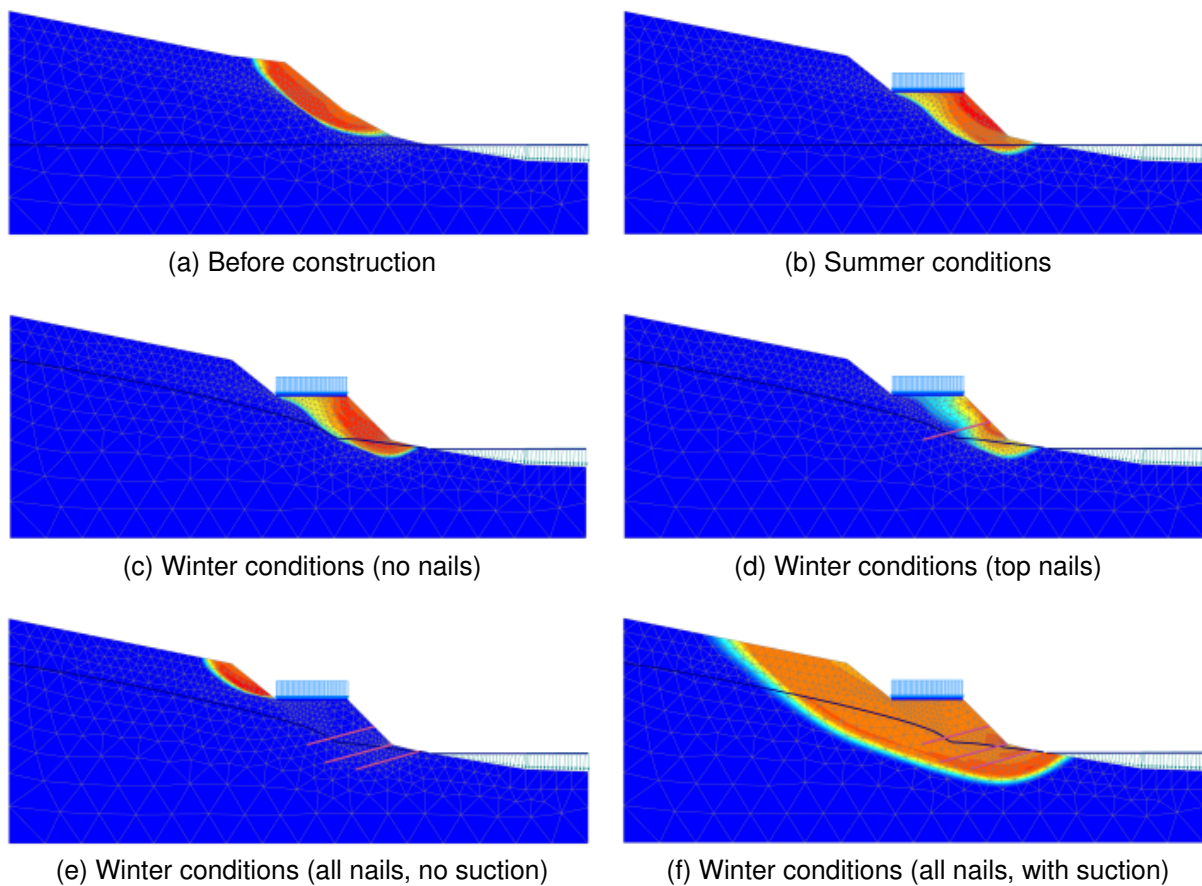 (a) Before construction
(b) Summer conditions
(c) Winter conditions (no nails)
(d) Winter conditions (top nails)
(e) Winter conditions (all nails, no suction)
(f) Winter conditions (all nails, with suction)